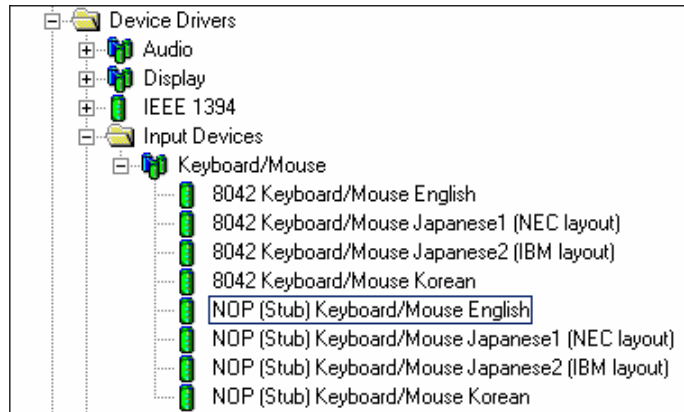 Device Drivers
Audio
Display
IEEE 1394
Input Devices
Keyboard/Mouse
8042 Keyboard/Mouse English
8042 Keyboard/Mouse Japanese1 (NEC layout)
8042 Keyboard/Mouse Japanese2 (IBM layout)
8042 Keyboard/Mouse Korean
NOP (Stub) Keyboard/Mouse English
NOP (Stub) Keyboard/Mouse Japanese1 (NEC layout)
NOP (Stub) Keyboard/Mouse Japanese2 (IBM layout)
NOP (Stub) Keyboard/Mouse Korean